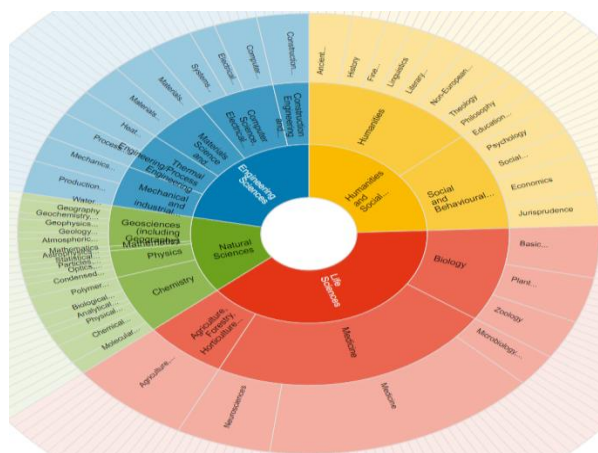 Humanities
and
Social...
Humanities
Ancient...
History
Fine...
Linguistics
Literary...
Non-European...
Theology
Philosophy
Social
and
Behavioural...
Education...
Psychology
Social...
Economics
Jurisprudence
Life
Sciences
Biology
Basic...
Plant...
Zoology
Microbiology...
Medicine
Medicine
Neurosciences
Agriculture,
Forestry,
Horticulture...
Agriculture...
Natural
Sciences
Chemistry
Molecular...
Chemical...
Physical...
Analytical...
Biological...
Polymer...
Physics
Condensed...
Optics...
Particles...
Statistical...
Astrophysics...
Mathematics
Mathematics
Geosciences
(including
Geography)
Atmospheric...
Geology...
Geophysics...
Geochemistry...
Geography
Water...
Engineering
Sciences
Mechanical
and
industrial...
Production...
Mechanics...
Thermal
Engineering/Process
Engineering
Process...
Heat...
Materials
Science
and...
Materials...
Materials...
Computer
Science,
Electrical...
Systems...
Electrical...
Computer...
Construction
Engineering
and...
Construction...